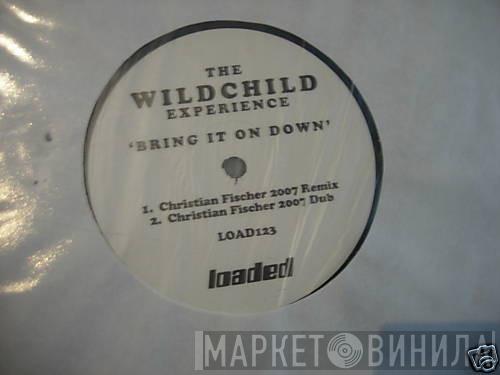 THE
WILDCHILD
EXPERIENCE
'BRING IT ON DOWN'
1. Christian Fischer 2007 Remix
2. Christian Fischer 2007 Dub
LOAD123
loaded
МАРКЕТ ВИНИЛА